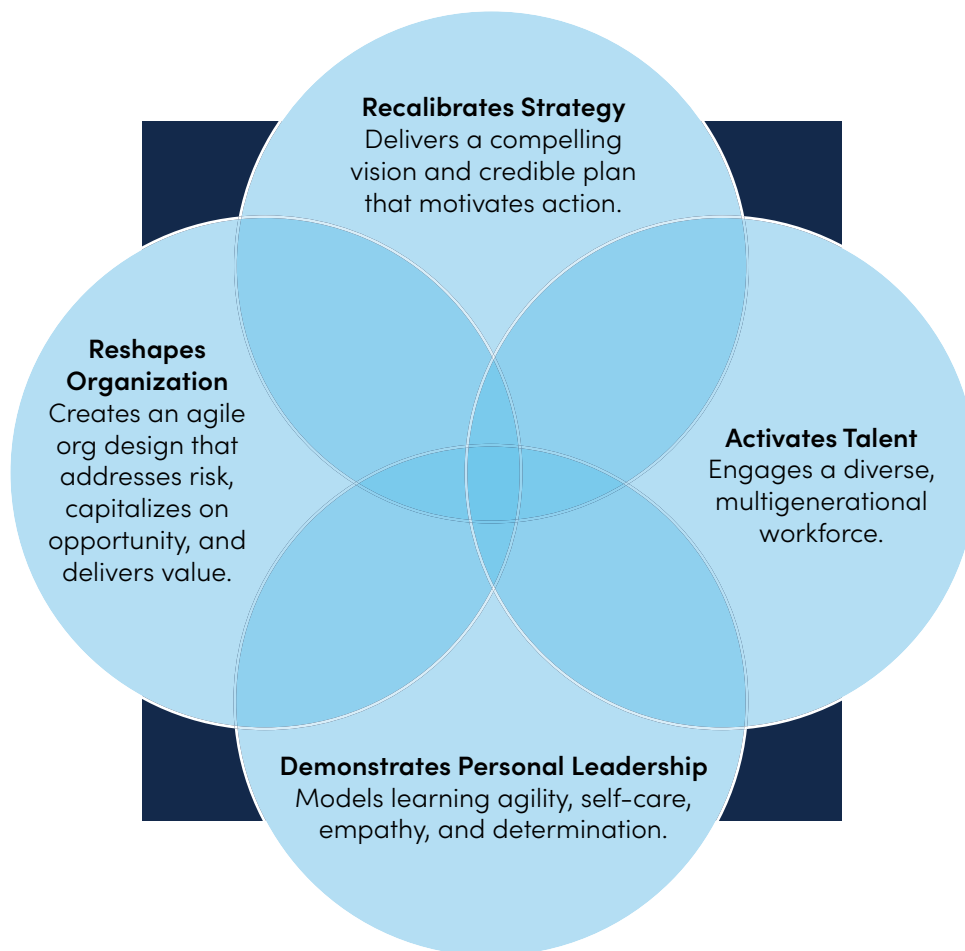 Recalibrates Strategy
Delivers a compelling
vision and credible plan
that motivates action.
Reshapes
Organization
Creates an agile
org design that
addresses risk,
capitalizes on
opportunity, and
delivers value.
Activates Talent
Engages a diverse,
multigenerational
workforce.
Demonstrates Personal Leadership
Models learning agility, self-care,
empathy, and determination.